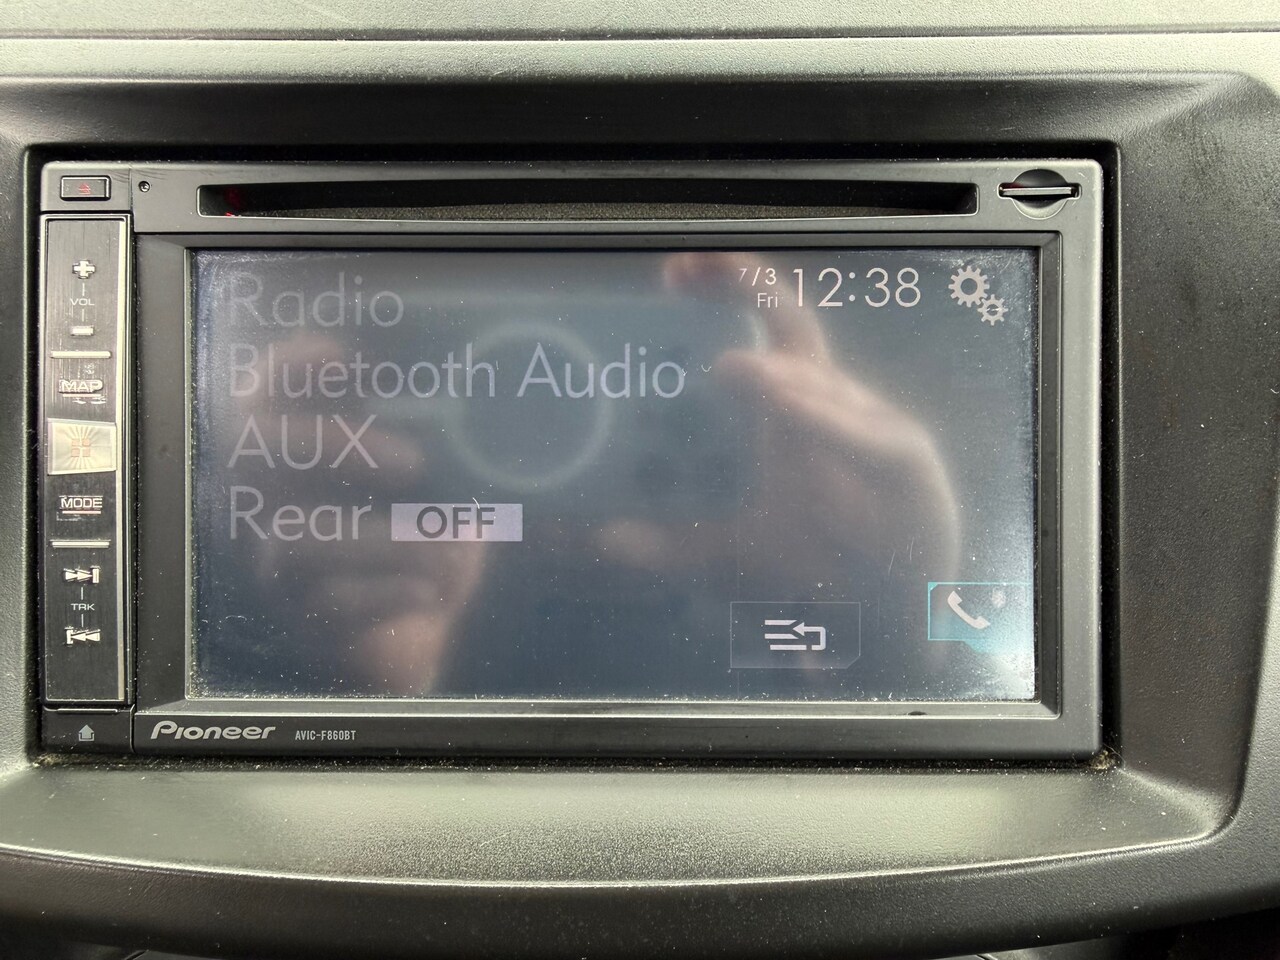 Radio
7/3
Fri
12:38
Bluetooth Audio
AUX
Rear OFF
VOL
MAP
MODE
TRK
Pioneer
AVIC-F860BT